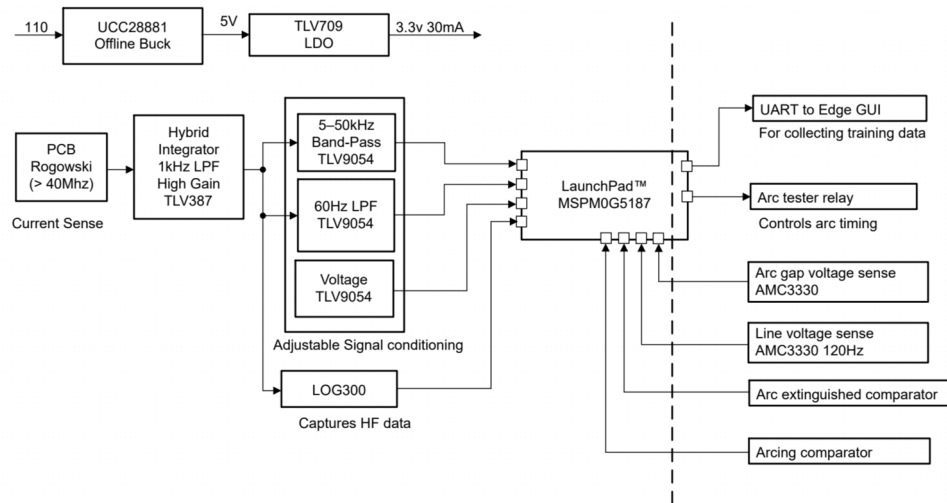 110
UCC28881
Offline Buck
5V
TLV709
LDO
3.3v 30mA
PCB
Rogowski
(> 40Mhz)
Current Sense
Hybrid
Integrator
1kHz LPF
High Gain
TLV387
5–50kHz
Band-Pass
TLV9054
60Hz LPF
TLV9054
Voltage
TLV9054
Adjustable Signal conditioning
LOG300
Captures HF data
LaunchPad™
MSPM0G5187
UART to Edge GUI
For collecting training data
Arc tester relay
Controls arc timing
Arc gap voltage sense
AMC3330
Line voltage sense
AMC3330 120Hz
Arc extinguished comparator
Arcing comparator